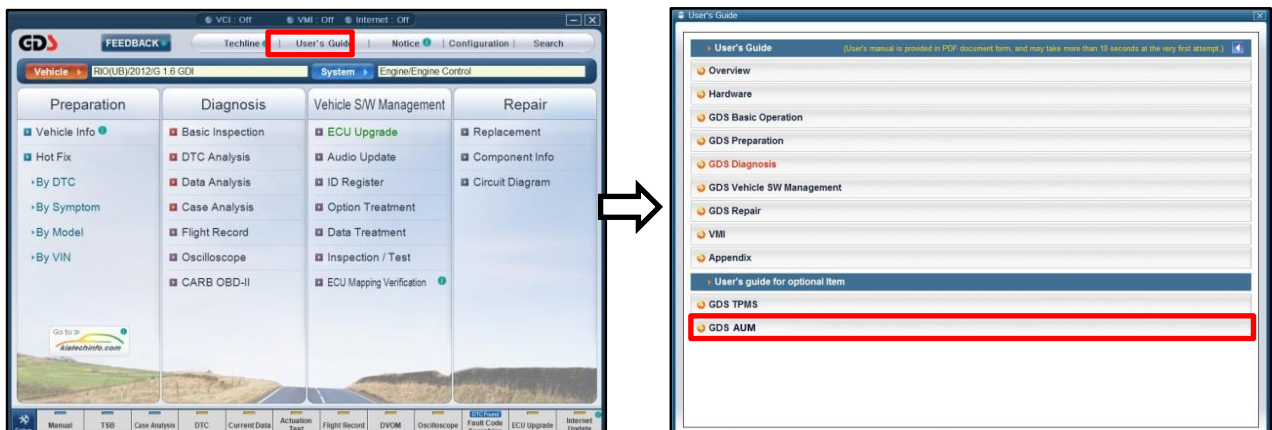 VCI : Off VMI : Off Internet : Off
GDS FEEDBACK Techline | User's Guide | Notice | Configuration | Search
Vehicle RIO(UB)/2012/G 1.6 GDI System Engine/Engine Control
Preparation
Vehicle Info
Hot Fix
By DTC
By Symptom
By Model
By VIN
Go to
kiatechinfo.com
Diagnosis
Basic Inspection
DTC Analysis
Data Analysis
Case Analysis
Flight Record
Oscilloscope
CARB OBD-II
Vehicle S/W Management
ECU Upgrade
Audio Update
ID Register
Option Treatment
Data Treatment
Inspection / Test
ECU Mapping Verification
Repair
Replacement
Component Info
Circuit Diagram
Manual TSB Case Analysis DTC Current Data Actuation Test Flight Record DVOM Oscilloscope DTC Found Fault Code ECU Upgrade Internet Update
User's Guide
User's Guide (User's manual is provided in PDF document form, and may take more than 10 seconds at the very first attempt.)
Overview
Hardware
GDS Basic Operation
GDS Preparation
GDS Diagnosis
GDS Vehicle SW Management
GDS Repair
VMI
Appendix
User's guide for optional Item
GDS TPMS
GDS AUM